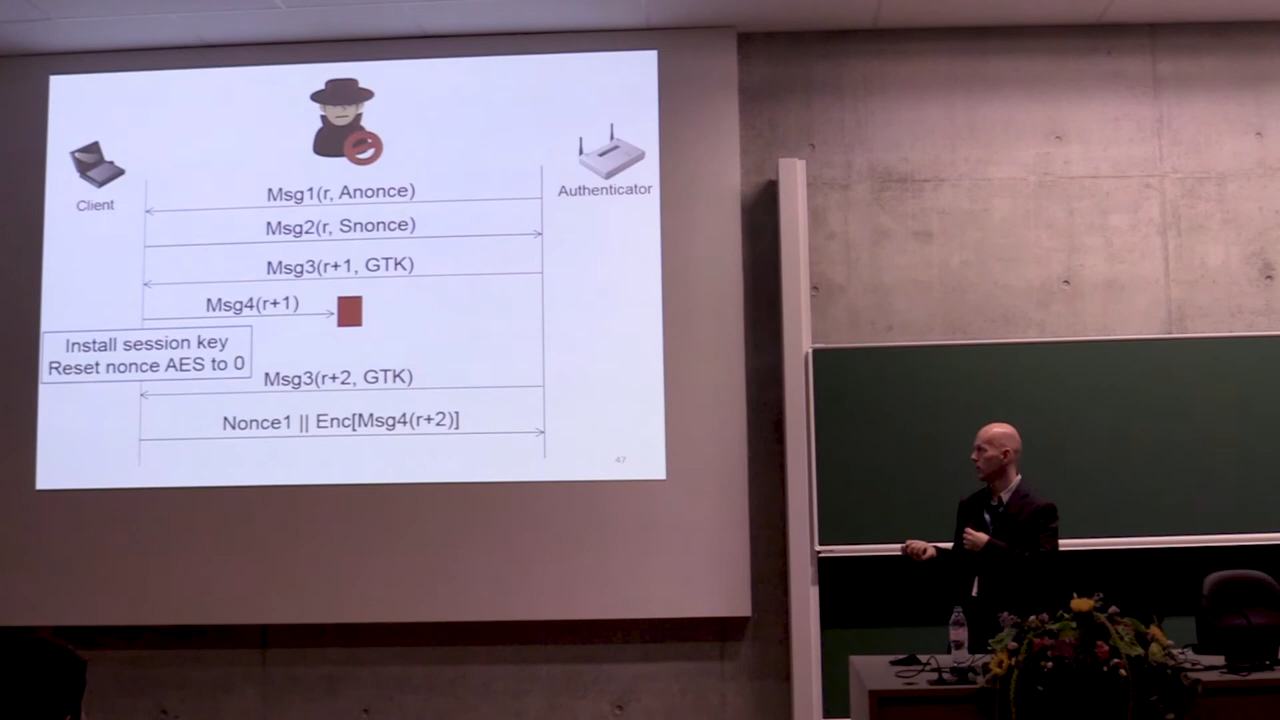 Client
Authenticator
Msg1(r, Anonce)
Msg2(r, Snonce)
Msg3(r+1, GTK)
Msg4(r+1)
Install session key
Reset nonce AES to 0
Msg3(r+2, GTK)
Nonce1 || Enc[Msg4(r+2)]
47